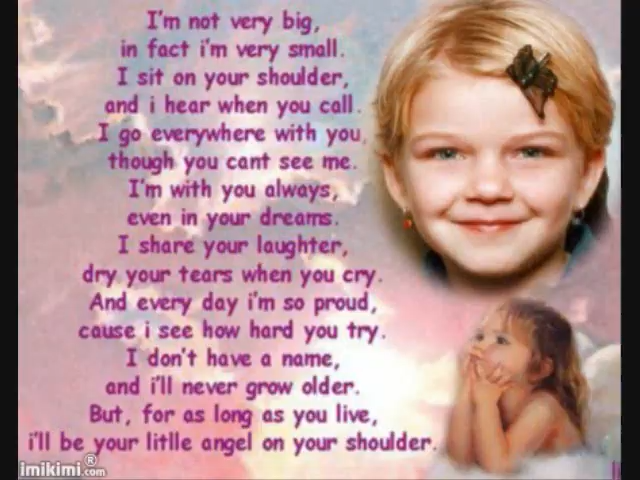 I'm not very big,
in fact i'm very small.
I sit on your shoulder,
and i hear when you call.
I go everywhere with you,
though you cant see me.
I'm with you always,
even in your dreams.
I share your laughter,
dry your tears when you cry.
And every day i'm so proud,
cause i see how hard you try.
I don't have a name,
and i'll never grow older.
But, for as long as you live,
i'll be your litlle angel on your shoulder.
imikimi®.com